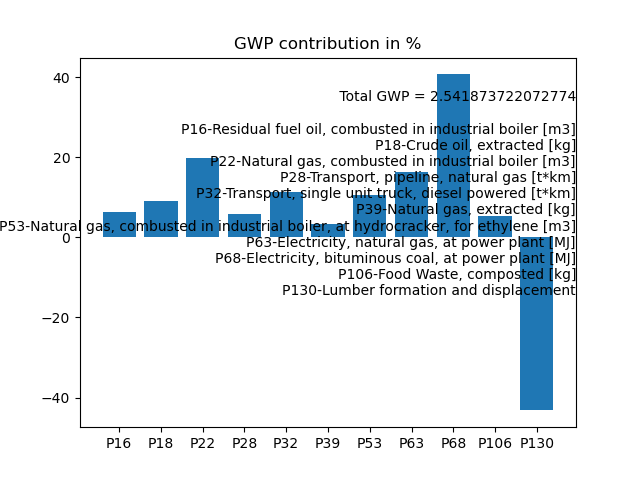 GWP contribution in %
40
20
0
−20
−40
Total GWP = 2.541873722072774
P16-Residual fuel oil, combusted in industrial boiler [m3]
P18-Crude oil, extracted [kg]
P22-Natural gas, combusted in industrial boiler [m3]
P28-Transport, pipeline, natural gas [t*km]
P32-Transport, single unit truck, diesel powered [t*km]
P39-Natural gas, extracted [kg]
P53-Natural gas, combusted in industrial boiler, at hydrocracker, for ethylene [m3]
P63-Electricity, natural gas, at power plant [MJ]
P68-Electricity, bituminous coal, at power plant [MJ]
P106-Food Waste, composted [kg]
P130-Lumber formation and displacement
P16 P18 P22 P28 P32 P39 P53 P63 P68 P106 P130